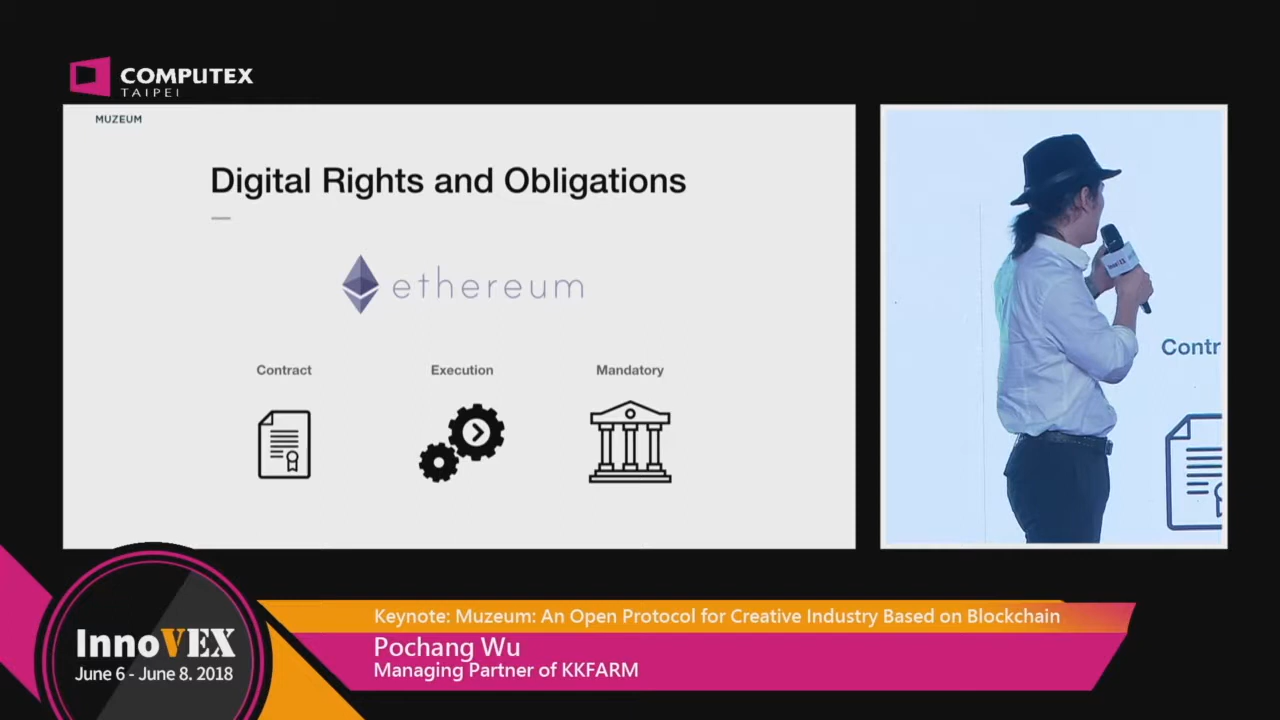 COMPUTEX
TAIPEI
MUZEUM
Digital Rights and Obligations
ethereum
Contract
Execution
Mandatory
InnoVEX
Contr
Keynote: Muzeum: An Open Protocol for Creative Industry Based on Blockchain
Pochang Wu
Managing Partner of KKFARM
InnoVEX
June 6 - June 8. 2018